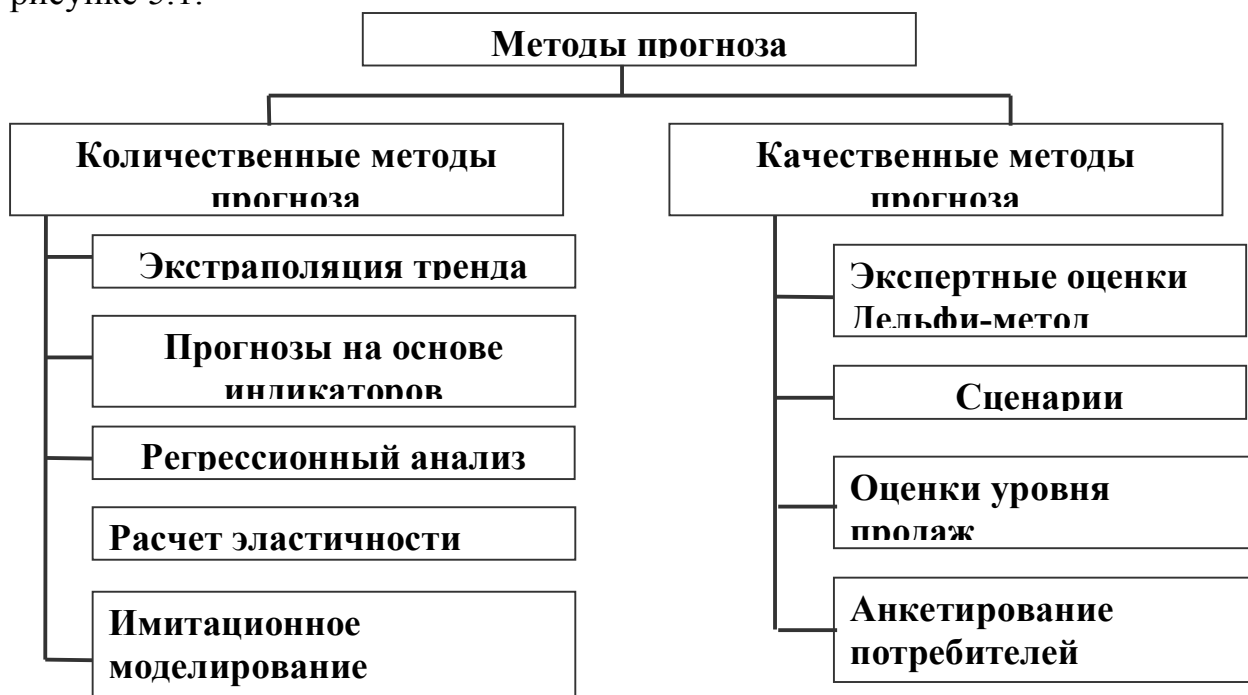 рисунке 5.1.
Методы прогноза
Количественные методы
прогноза
Экстраполяция тренда
Прогнозы на основе
индикаторов
Регрессионный анализ
Расчет эластичности
Имитационное
моделирование
Качественные методы
прогноза
Экспертные оценки
Дельфи-метод
Сценарии
Оценки уровня
продаж
Анкетирование
потребителей